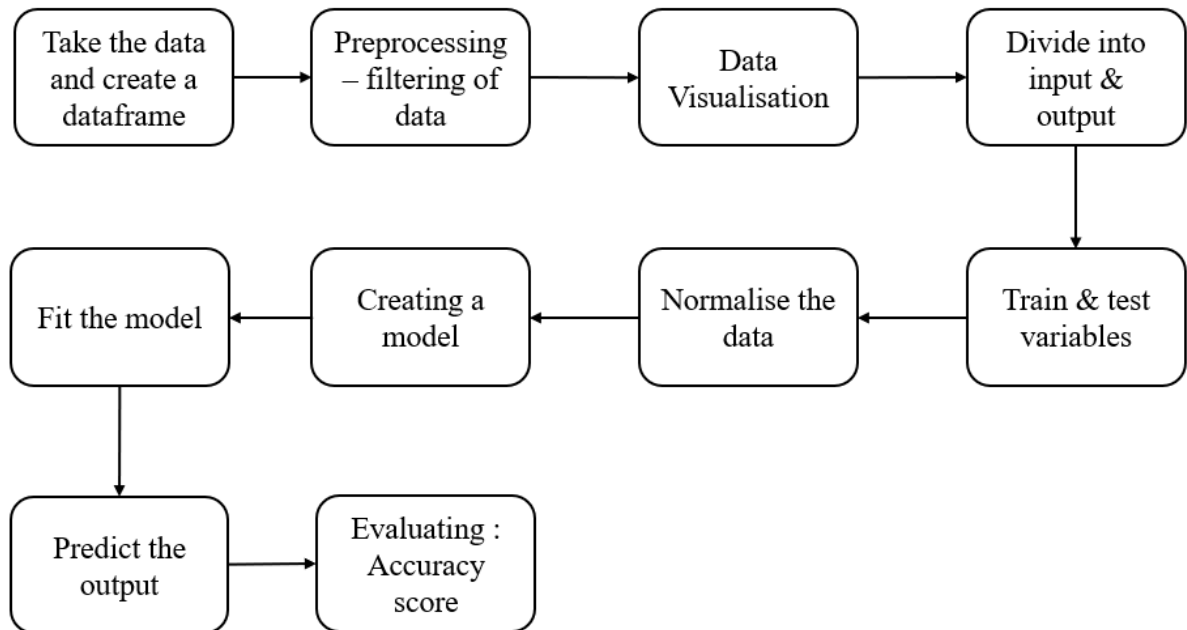 Take the data
and create a
dataframe
Preprocessing
– filtering of
data
Data
Visualisation
Divide into
input &
output
Train & test
variables
Normalise the
data
Creating a
model
Fit the model
Predict the
output
Evaluating :
Accuracy
score